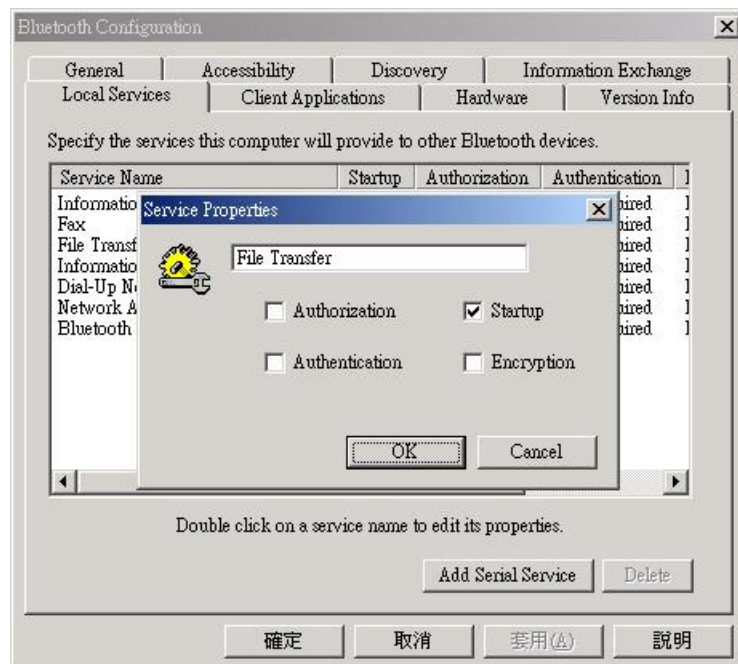 Bluetooth Configuration
General Accessibility Discovery Information Exchange
Local Services Client Applications Hardware Version Info
Specify the services this computer will provide to other Bluetooth devices.
Service Name Startup Authorization Authentication
Service Properties
File Transfer
Authorization Startup
Authentication Encryption
OK Cancel
Fax
Bluetooth
Double click on a service name to edit its properties.
Add Serial Service Delete
確定 取消 套用(A) 說明